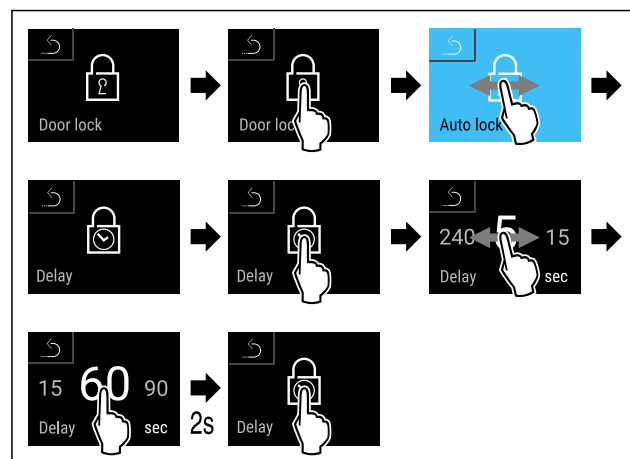 Door lock
Door loc
Auto lock
Delay
Delay
240 5 15
Delay sec
15 60 90
Delay sec
2s
Delay